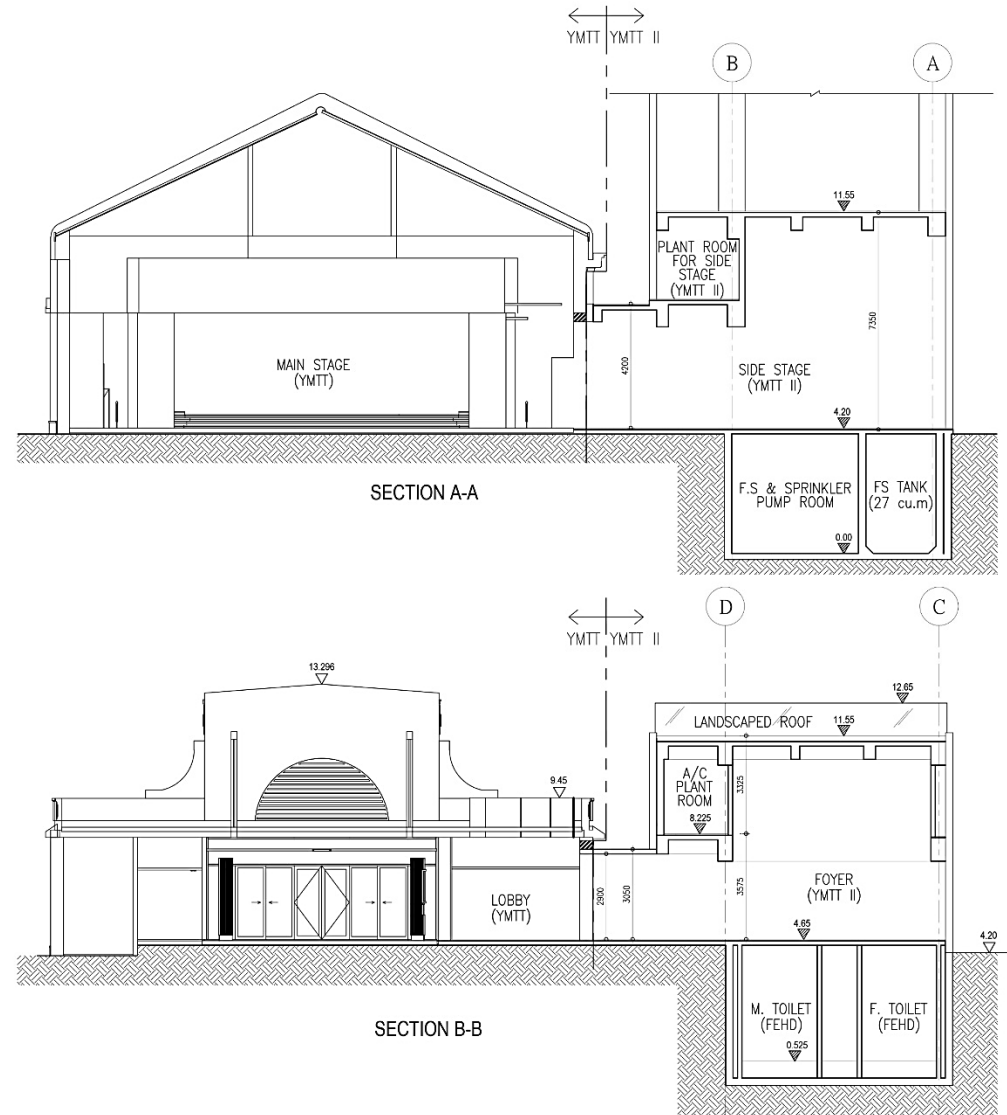 YMTT YMTT II
B
A
11.55
PLANT ROOM
FOR SIDE
STAGE
(YMTT II)
7350
4200
MAIN STAGE
(YMTT)
SIDE STAGE
(YMTT II)
4.20
F.S & SPRINKLER
PUMP ROOM
FS TANK
(27 cu.m)
0.00
SECTION A-A
D
C
YMTT YMTT II
13.296
12.65
LANDSCAPED ROOF
11.55
A/C
PLANT
ROOM
8.225
3325
9.45
LOBBY
(YMTT)
2900
3050
3575
FOYER
(YMTT II)
4.65
4.20
M. TOILET
(FEHD)
F. TOILET
(FEHD)
0.525
SECTION B-B